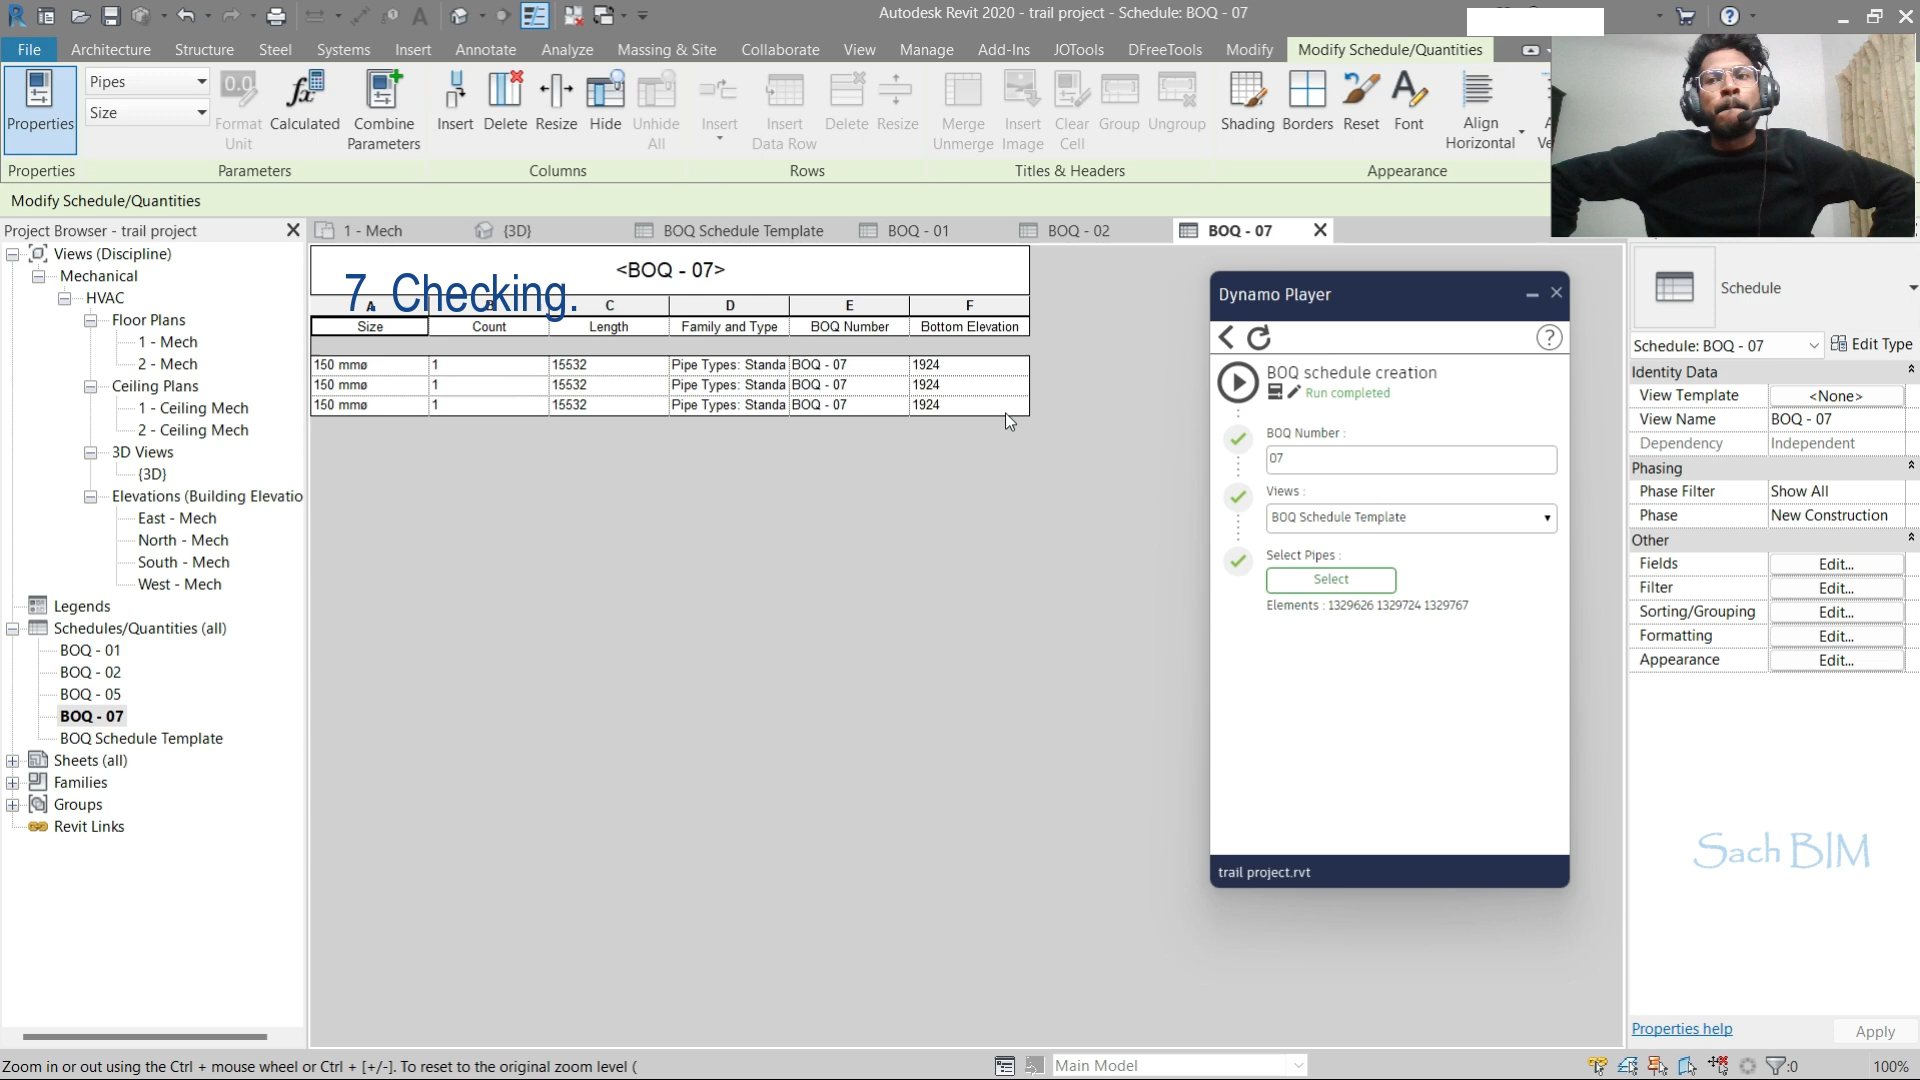 Autodesk Revit 2020 - trail project - Schedule: BOQ - 07
File Architecture Structure Steel Systems Insert Annotate Analyze Massing & Site Collaborate View Manage Add-Ins JOTools DFreeTools Modify Modify Schedule/Quantities
Pipes
Size
Properties
Format Unit
Calculated
Combine Parameters
Insert
Delete
Resize
Hide
Unhide All
Insert
Insert Data Row
Delete
Resize
Merge Unmerge
Insert Image
Clear Cell
Group
Ungroup
Shading
Borders
Reset
Font
Align Horizontal
Properties Parameters Columns Rows Titles & Headers Appearance
Modify Schedule/Quantities
Project Browser - trail project
1 - Mech {3D} BOQ Schedule Template BOQ - 01 BOQ - 02 BOQ - 07
Views (Discipline)
Mechanical
HVAC
Floor Plans
1 - Mech
2 - Mech
Ceiling Plans
1 - Ceiling Mech
2 - Ceiling Mech
3D Views
{3D}
Elevations (Building Elevatio
East - Mech
North - Mech
South - Mech
West - Mech
Legends
Schedules/Quantities (all)
BOQ - 01
BOQ - 02
BOQ - 05
BOQ - 07
BOQ Schedule Template
Sheets (all)
Families
Groups
Revit Links
<BOQ - 07>
7. Checking.
A B C D E F
Size Count Length Family and Type BOQ Number Bottom Elevation
150 mmø 1 15532 Pipe Types: Standa BOQ - 07 1924
150 mmø 1 15532 Pipe Types: Standa BOQ - 07 1924
150 mmø 1 15532 Pipe Types: Standa BOQ - 07 1924
Dynamo Player
BOQ schedule creation
Run completed
BOQ Number :
07
Views :
BOQ Schedule Template
Select Pipes :
Select
Elements : 1329626 1329724 1329767
trail project.rvt
Schedule
Schedule: BOQ - 07 Edit Type
Identity Data
View Template <None>
View Name BOQ - 07
Dependency Independent
Phasing
Phase Filter Show All
Phase New Construction
Other
Fields Edit...
Filter Edit...
Sorting/Grouping Edit...
Formatting Edit...
Appearance Edit...
Sach BIM
Properties help Apply
Zoom in or out using the Ctrl + mouse wheel or Ctrl + [+/-]. To reset to the original zoom level (
Main Model
:0
100%